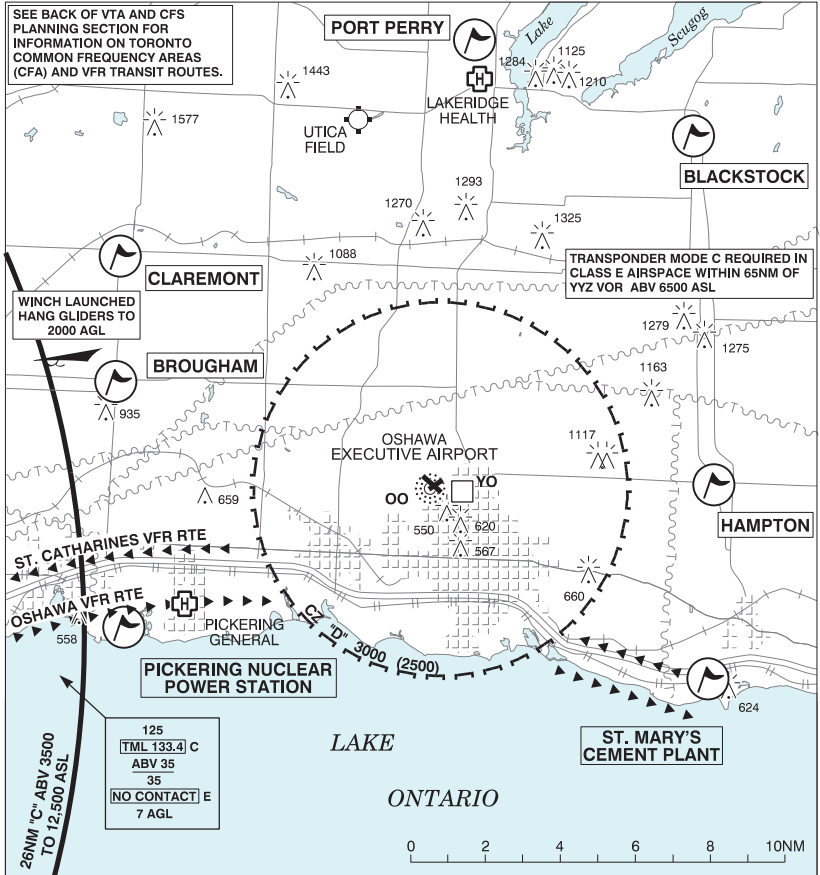 SEE BACK OF VTA AND CFS
PLANNING SECTION FOR
INFORMATION ON TORONTO
COMMON FREQUENCY AREAS
(CFA) AND VFR TRANSIT ROUTES.
PORT PERRY
Lake
Scugog
1284
1125
1210
1443
H
LAKERIDGE
HEALTH
1577
UTICA
FIELD
BLACKSTOCK
1293
1270
1325
1088
CLAREMONT
TRANSPONDER MODE C REQUIRED IN
CLASS E AIRSPACE WITHIN 65NM OF
YYZ VOR ABV 6500 ASL
WINCH LAUNCHED
HANG GLIDERS TO
2000 AGL
1279
1275
BROUGHAM
1163
935
OSHAWA
EXECUTIVE AIRPORT
1117
OO
YO
659
550
620
567
HAMPTON
ST. CATHARINES VFR RTE
660
OSHAWA VFR RTE
H
PICKERING
GENERAL
558
CZ "D" 3000 (2500)
PICKERING NUCLEAR
POWER STATION
624
ST. MARY'S
CEMENT PLANT
125
TML 133.4 C
ABV 35
35
NO CONTACT E
7 AGL
LAKE
ONTARIO
26NM "C" ABV 3500
TO 12,500 ASL
0 2 4 6 8 10NM